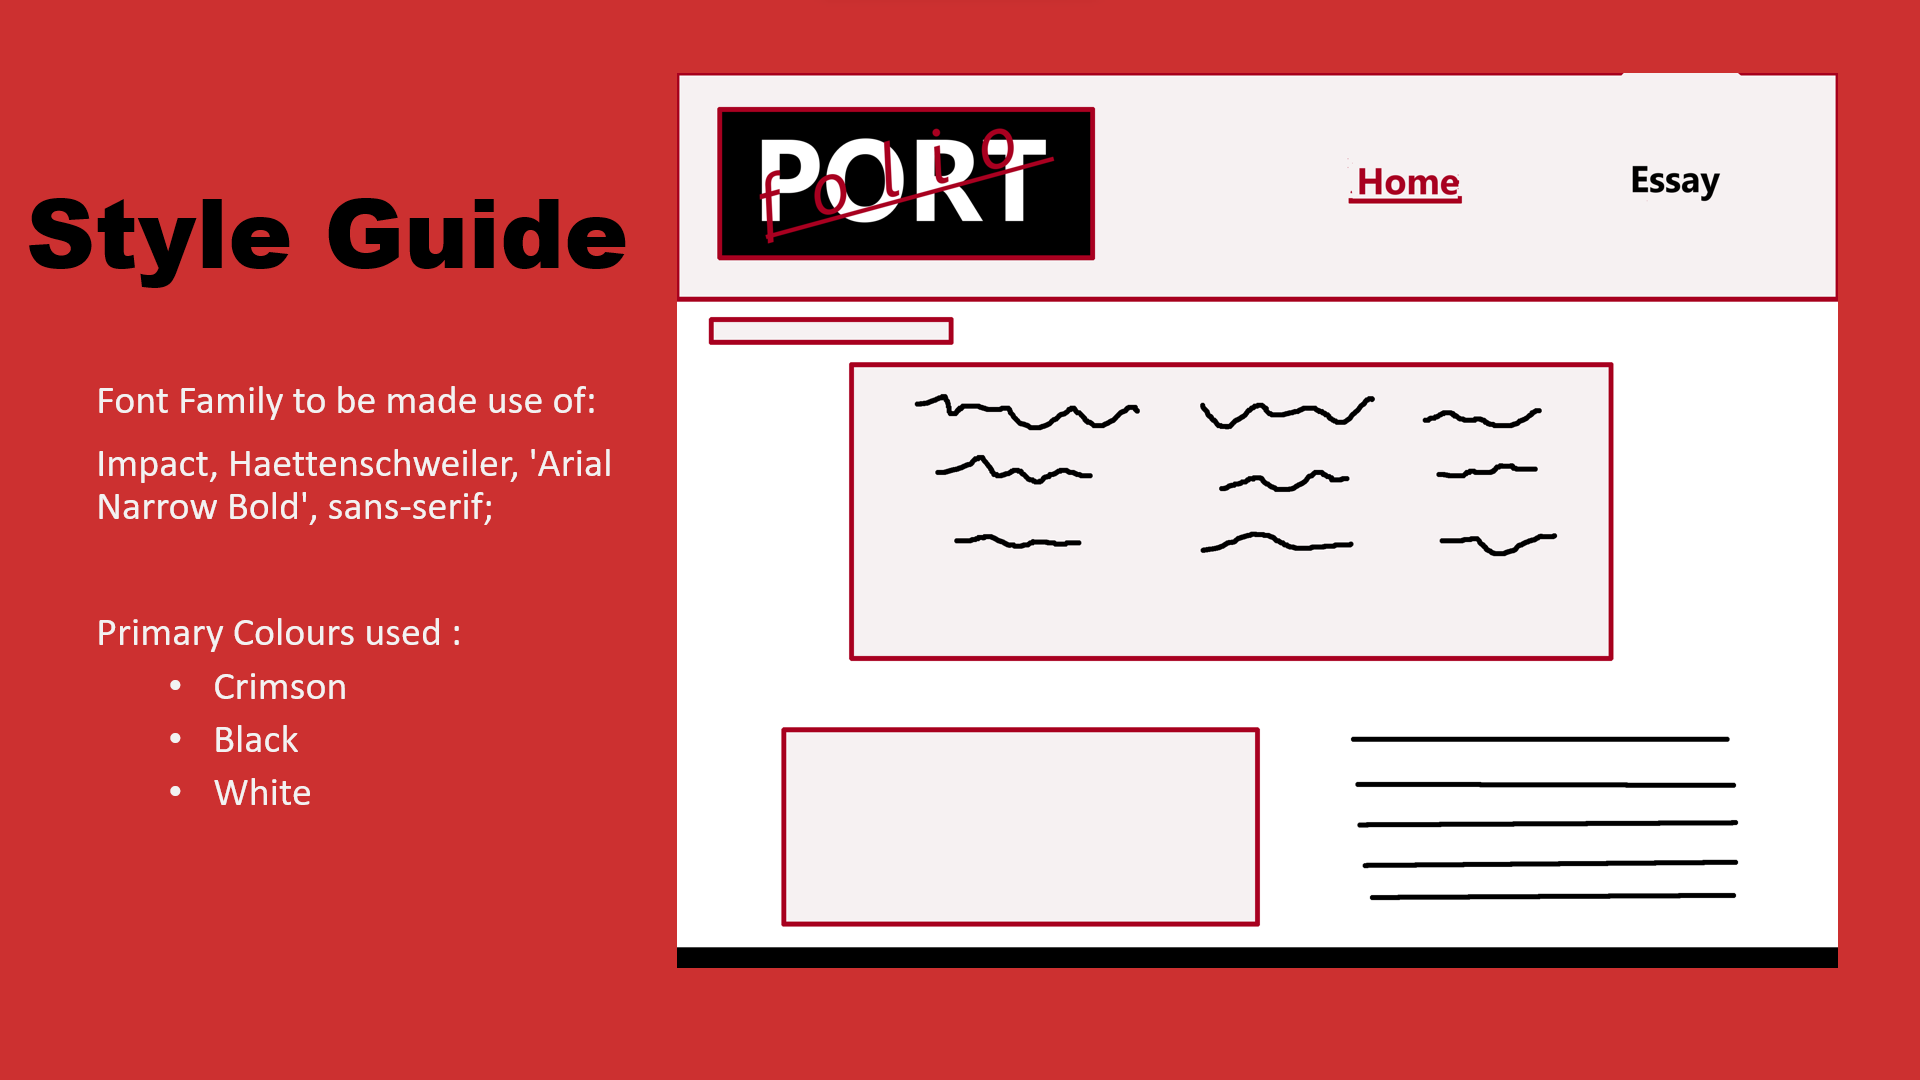 Style Guide
Font Family to be made use of:
Impact, Haettenschweiler, 'Arial
Narrow Bold', sans-serif;
Primary Colours used :
• Crimson
• Black
• White
PORT
folio
Home
Essay